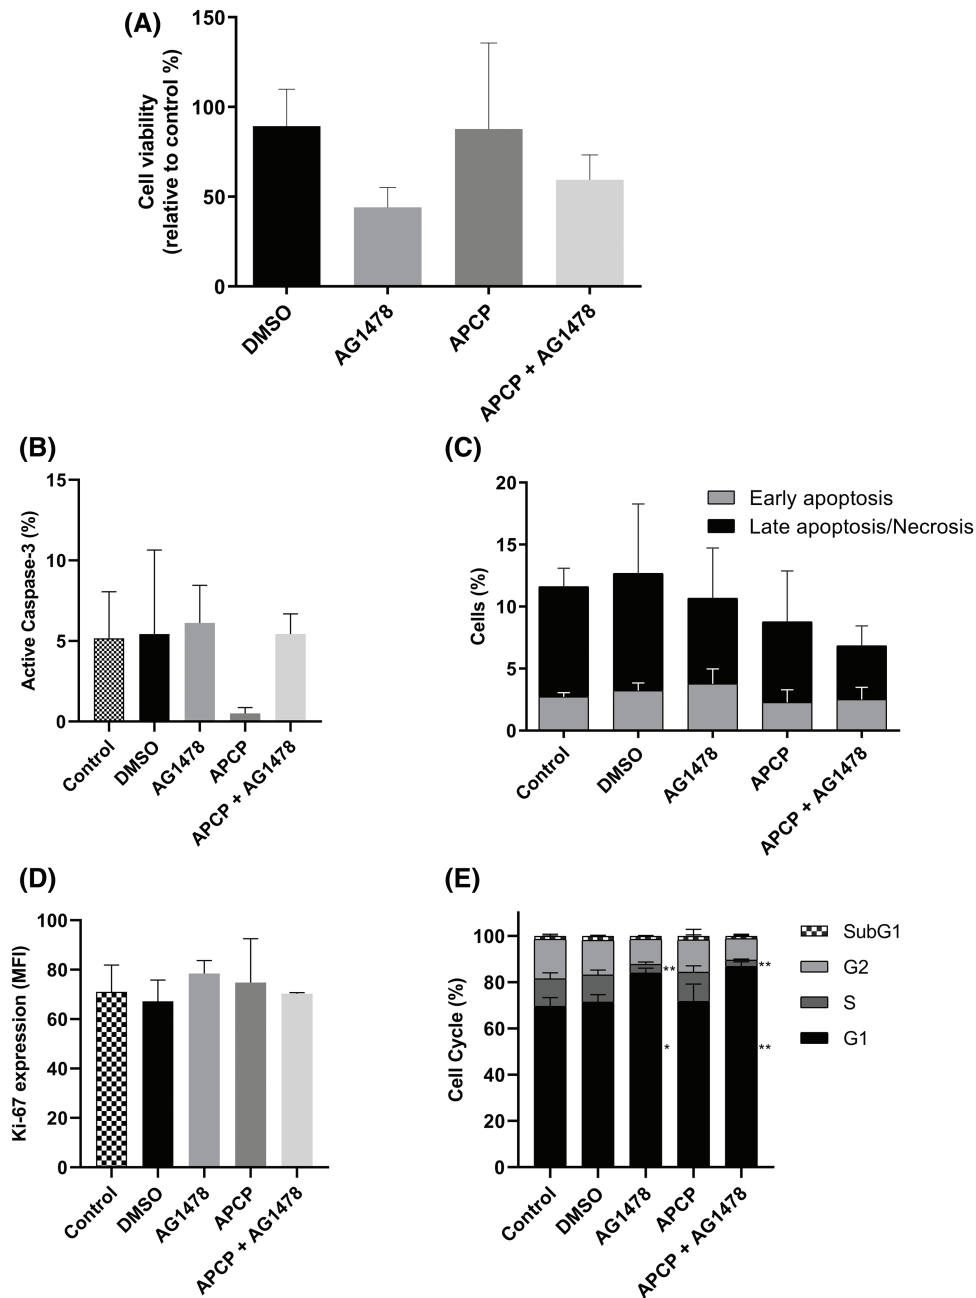 (A)
Cell viability
(relative to control %)
150
100
50
0
DMSO
AG1478
APCP
APCP + AG1478
(B)
Active Caspase-3 (%)
15
10
5
0
Control
DMSO
AG1478
APCP
APCP + AG1478
(C)
Cells (%)
20
15
10
5
0
Early apoptosis
Late apoptosis/Necrosis
Control
DMSO
AG1478
APCP
APCP + AG1478
(D)
Ki-67 expression (MFI)
100
80
60
40
20
0
Control
DMSO
AG1478
APCP
APCP + AG1478
(E)
Cell Cycle (%)
100
80
60
40
20
0
**
*
**
**
SubG1
G2
S
G1
Control
DMSO
AG1478
APCP
APCP + AG1478